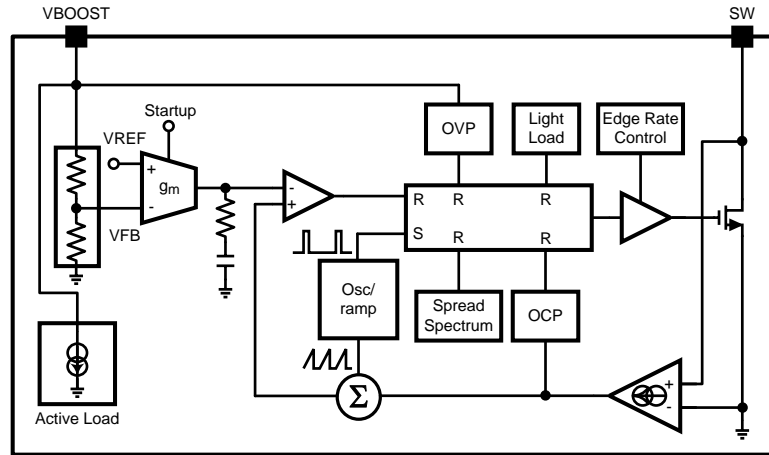 VBOOST
SW
Startup
VREF
+
gm
-
VFB
OVP
Light
Load
Edge Rate
Control
-
+
R
R
R
S
R
R
Osc/
ramp
Spread
Spectrum
OCP
Σ
+
-
Active Load